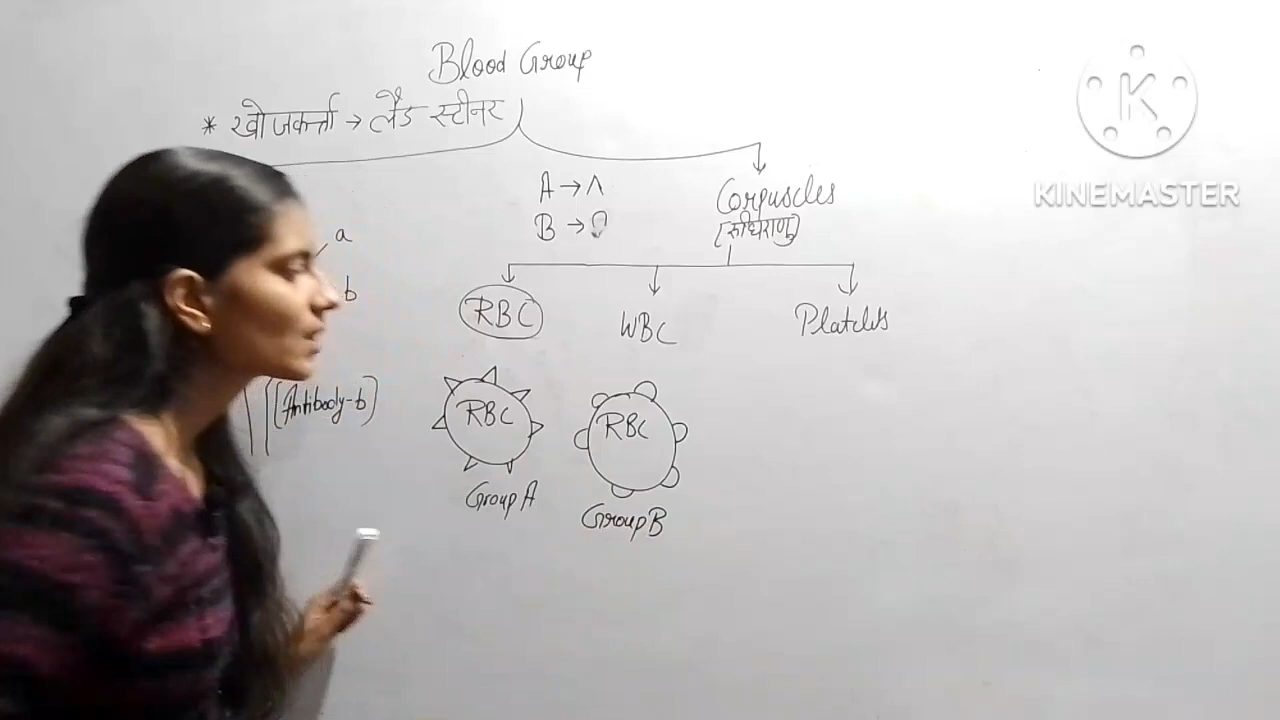 Blood Group
* खोजकर्त्ता → लैंड स्टीनर
A → ∧
B →
Corpuscles
(रूधिराणु)
a
b
RBC
WBC
Platelets
(Antibody-b)
RBC
RBC
Group A
Group B
K
KINEMASTER